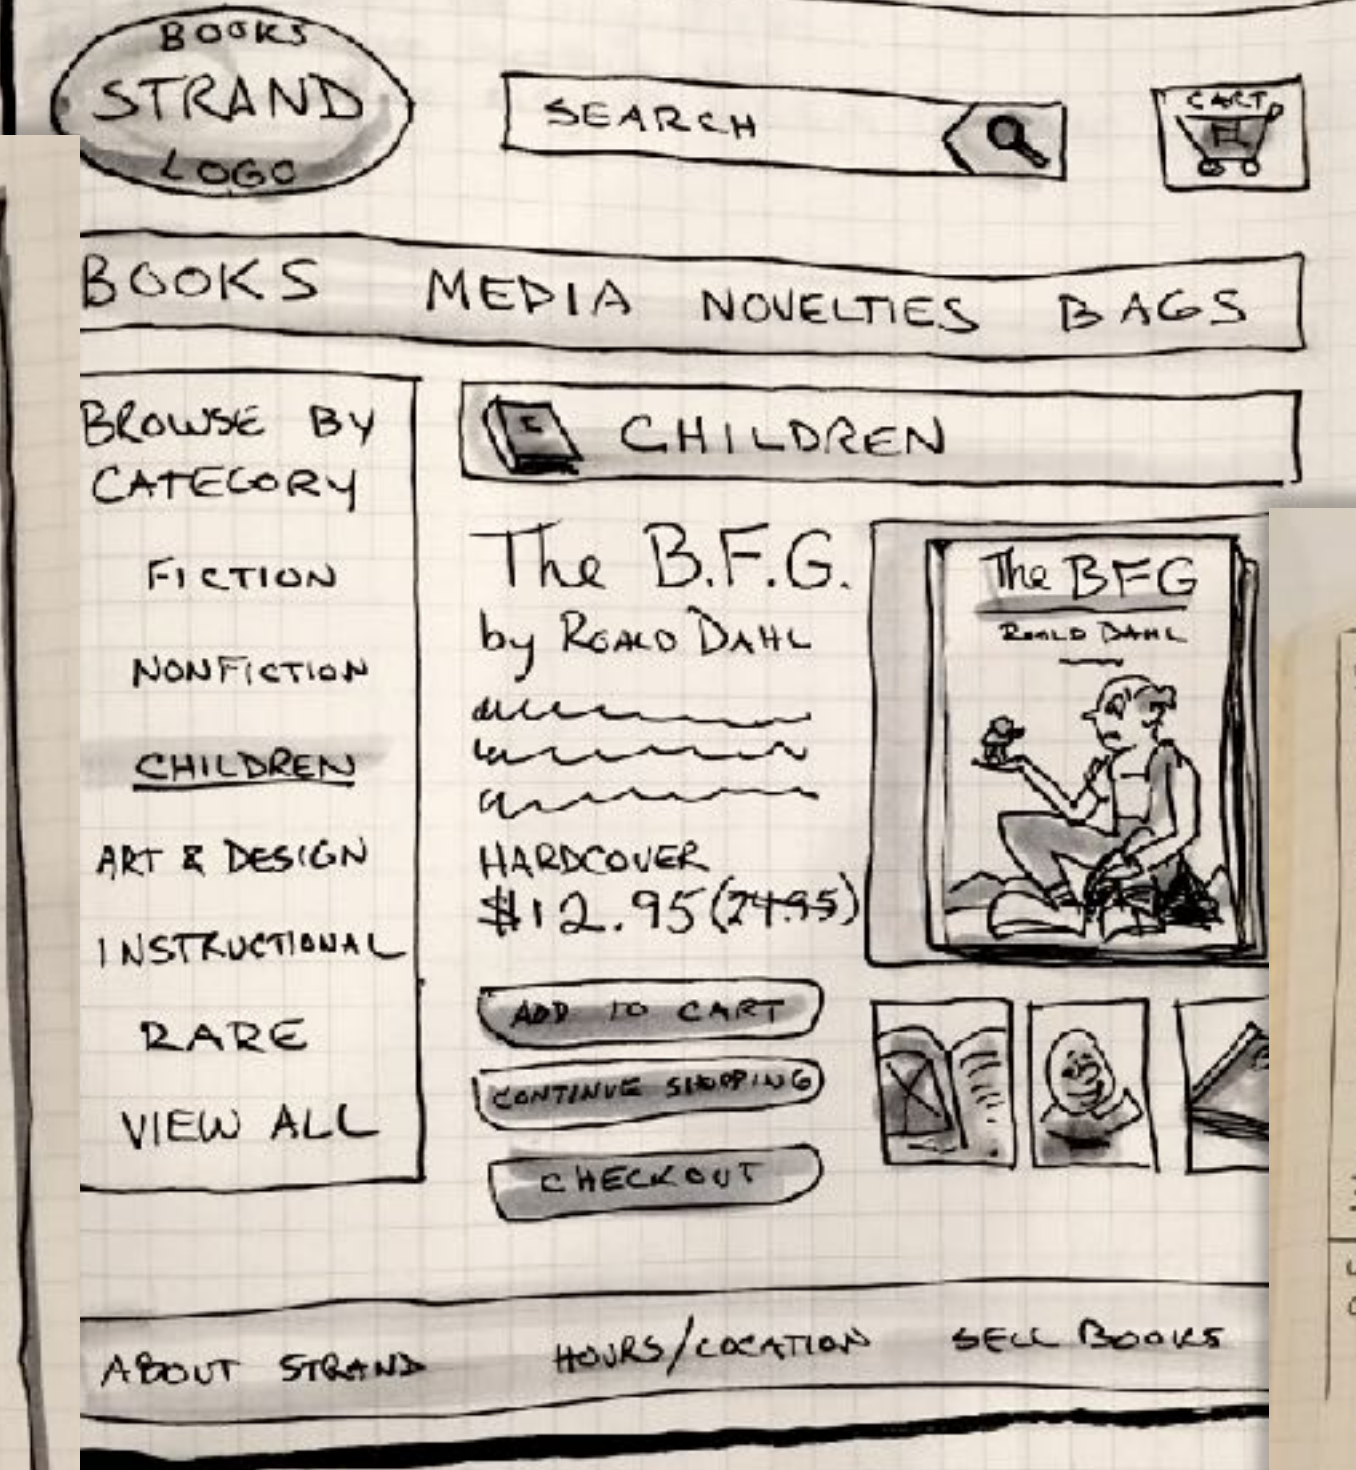 BOOKS
STRAND
LOGO
SEARCH
CART
BOOKS MEDIA NOVELTIES BAGS
BROWSE BY
CATEGORY
FICTION
NONFICTION
CHILDREN
ART & DESIGN
INSTRUCTIONAL
RARE
VIEW ALL
CHILDREN
The B.F.G.
by ROALD DAHL
HARDCOVER
$12.95 (24.95)
ADD TO CART
CONTINUE SHOPPING
CHECKOUT
The BFG
ROALD DAHL
ABOUT STRAND HOURS/LOCATION SELL BOOKS